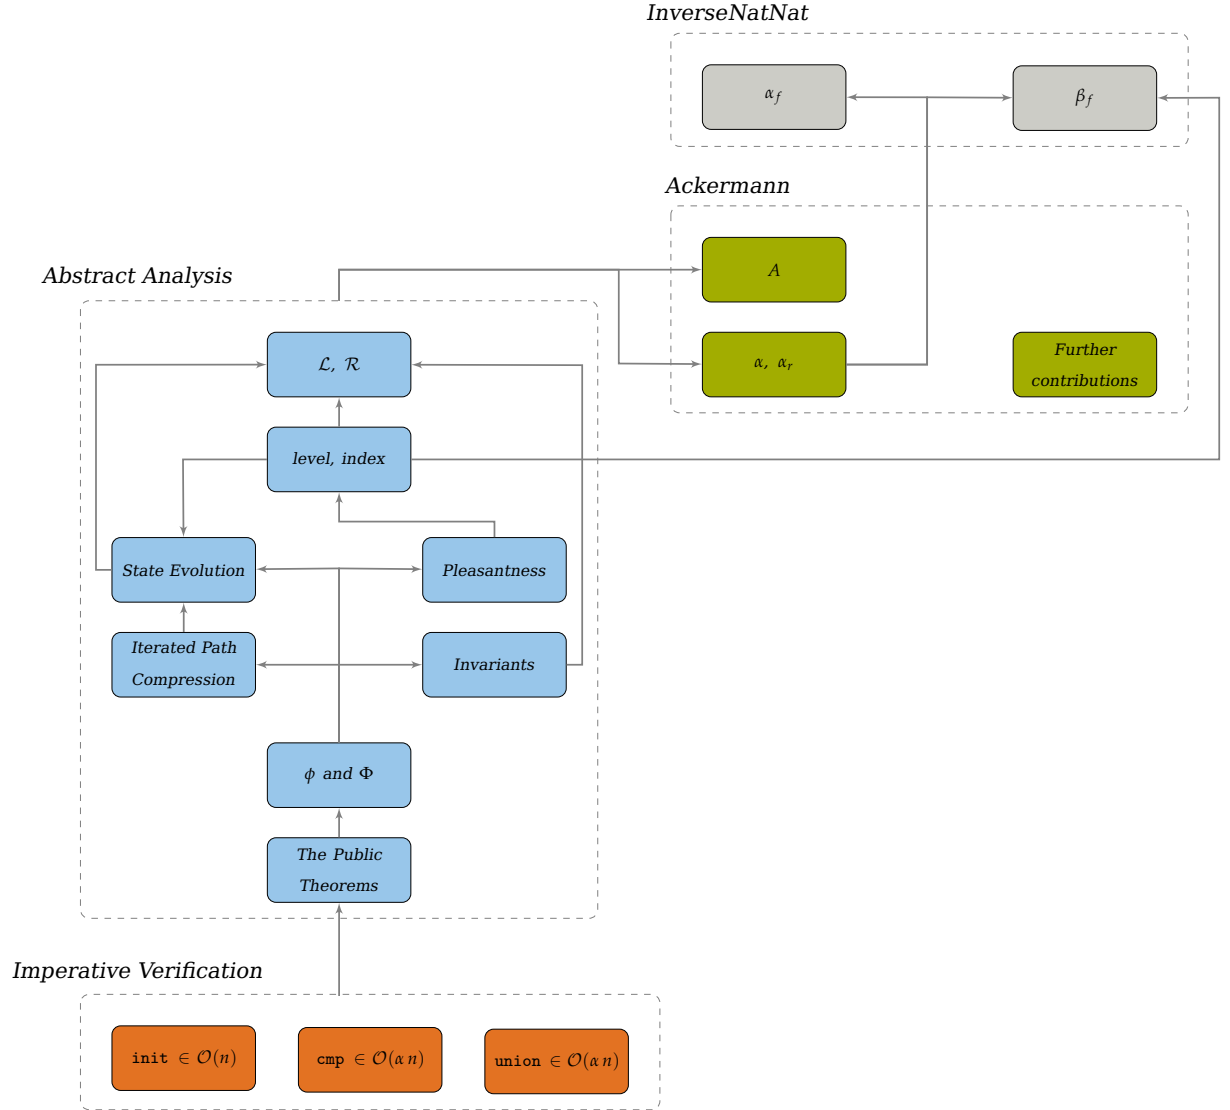 InverseNatNat
α_f
β_f
Ackermann
A
α, α_r
Further
contributions
Abstract Analysis
ℒ, ℛ
level, index
State Evolution
Pleasantness
Iterated Path
Compression
Invariants
ϕ and Φ
The Public
Theorems
Imperative Verification
init ∈ 𝒪(n)
cmp ∈ 𝒪(α n)
union ∈ 𝒪(α n)